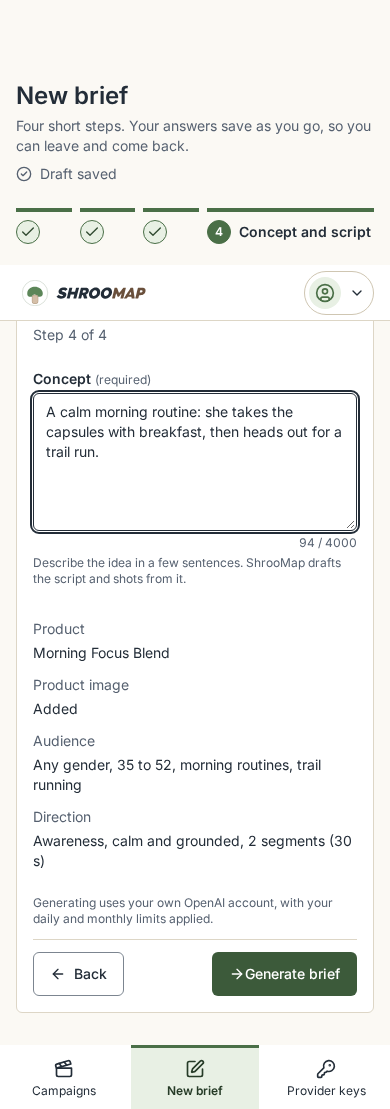 New brief
Four short steps. Your answers save as you go, so you
can leave and come back.
Draft saved
4 Concept and script
SHROOMAP
Step 4 of 4
Concept (required)
A calm morning routine: she takes the
capsules with breakfast, then heads out for a
trail run.
94 / 4000
Describe the idea in a few sentences. ShrooMap drafts
the script and shots from it.
Product
Morning Focus Blend
Product image
Added
Audience
Any gender, 35 to 52, morning routines, trail
running
Direction
Awareness, calm and grounded, 2 segments (30
s)
Generating uses your own OpenAI account, with your
daily and monthly limits applied.
Back
Generate brief
Campaigns
New brief
Provider keys